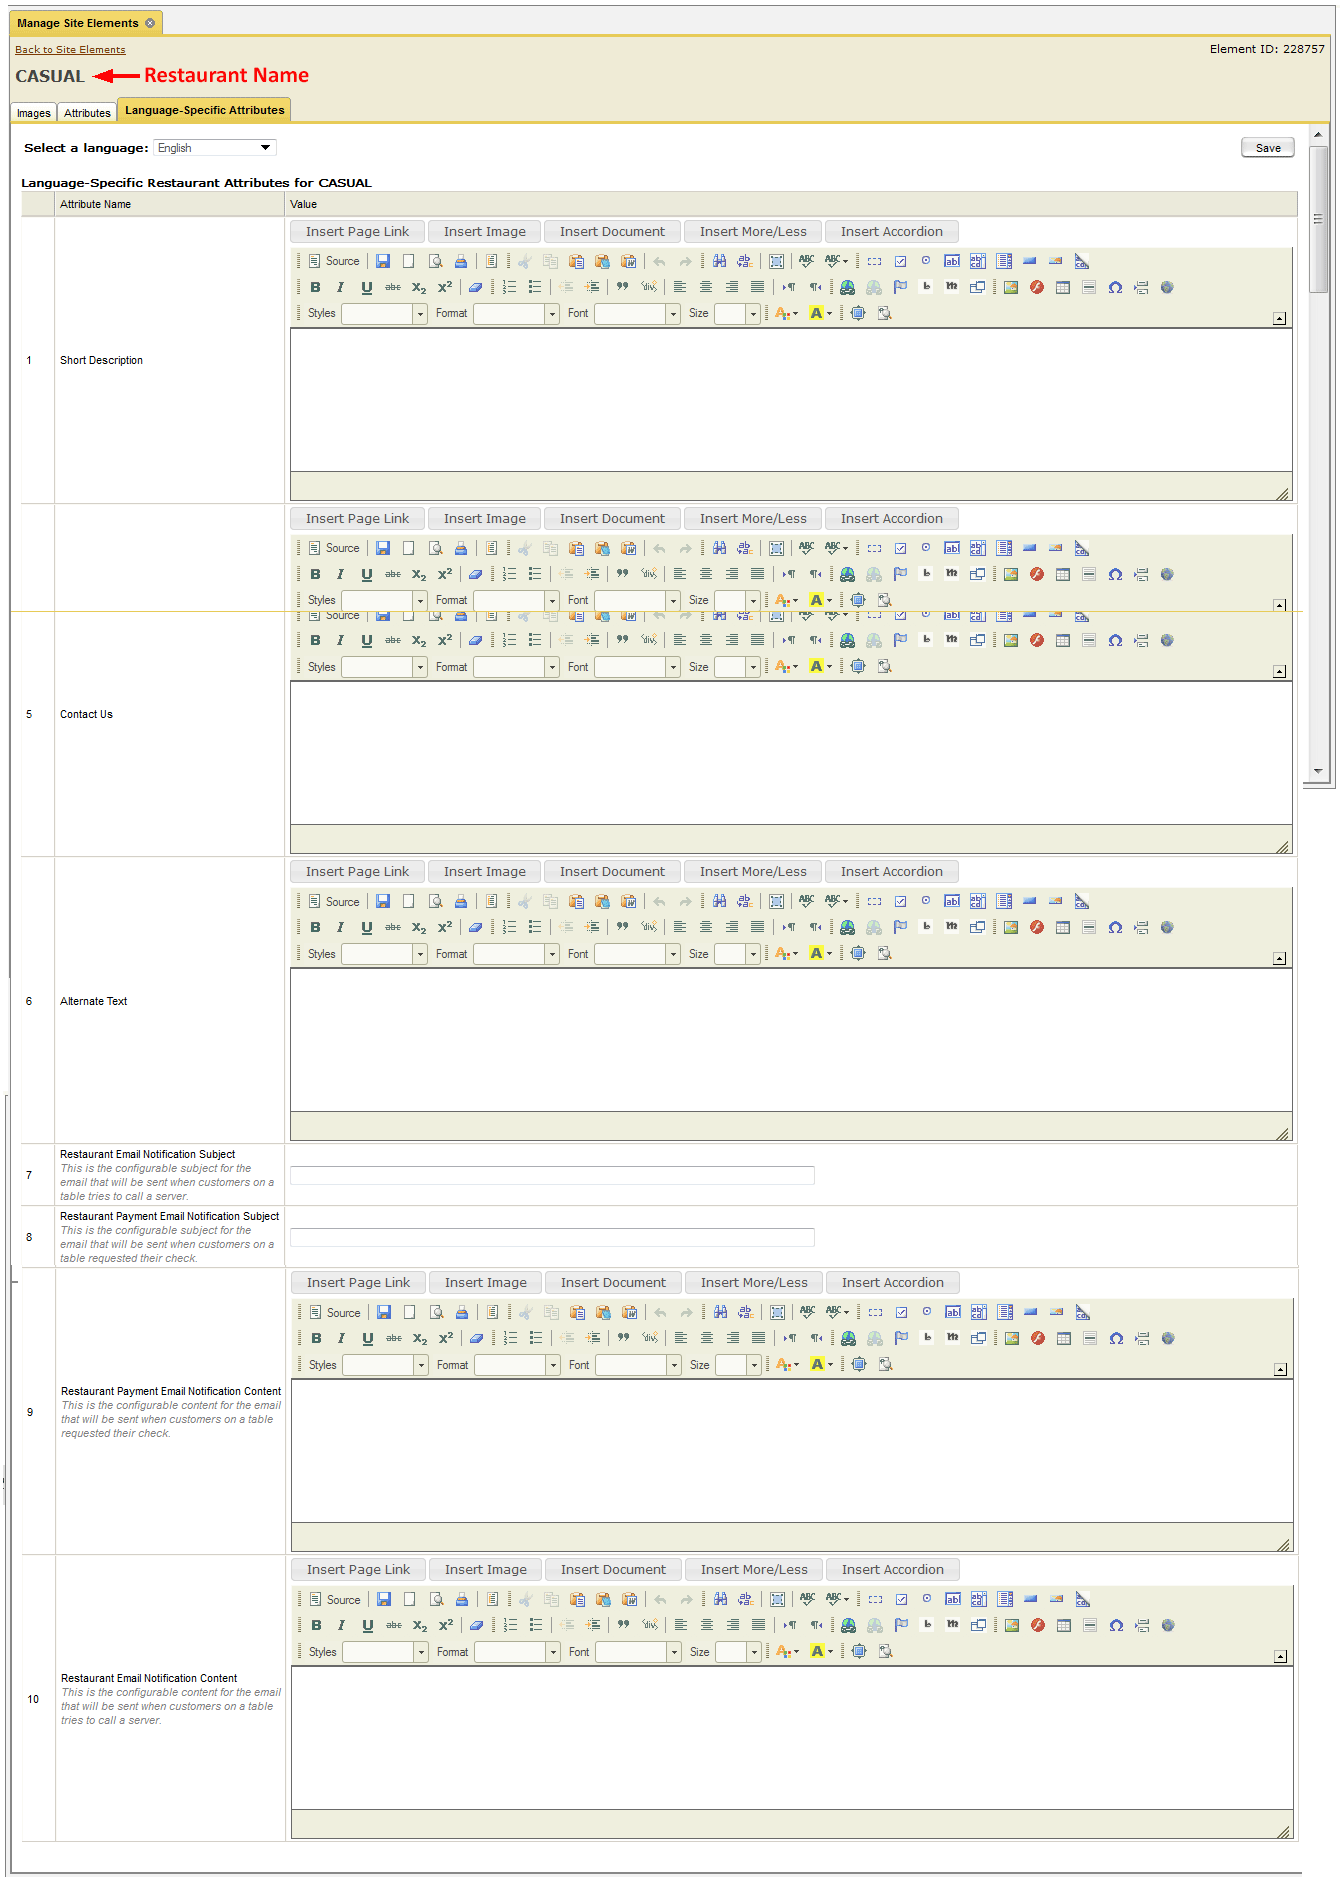 Manage Site Elements
Back to Site Elements
Element ID: 228757
CASUAL
Restaurant Name
Images
Attributes
Language-Specific Attributes
Select a language:
English
Save
Language-Specific Restaurant Attributes for CASUAL
Attribute Name
Value
Insert Page Link
Insert Image
Insert Document
Insert More/Less
Insert Accordion
Source
Styles
Format
Font
Size
1
Short Description
Insert Page Link
Insert Image
Insert Document
Insert More/Less
Insert Accordion
Source
Styles
Format
Font
Size
Source
Styles
Format
Font
Size
5
Contact Us
Insert Page Link
Insert Image
Insert Document
Insert More/Less
Insert Accordion
Source
Styles
Format
Font
Size
6
Alternate Text
7
Restaurant Email Notification Subject
This is the configurable subject for the
email that will be sent when customers on a
table tries to call a server.
8
Restaurant Payment Email Notification Subject
This is the configurable subject for the
email that will be sent when customers on a
table requested their check.
Insert Page Link
Insert Image
Insert Document
Insert More/Less
Insert Accordion
Source
Styles
Format
Font
Size
9
Restaurant Payment Email Notification Content
This is the configurable content for the email
that will be sent when customers on a table
requested their check.
Insert Page Link
Insert Image
Insert Document
Insert More/Less
Insert Accordion
Source
Styles
Format
Font
Size
10
Restaurant Email Notification Content
This is the configurable content for the email
that will be sent when customers on a table
tries to call a server.